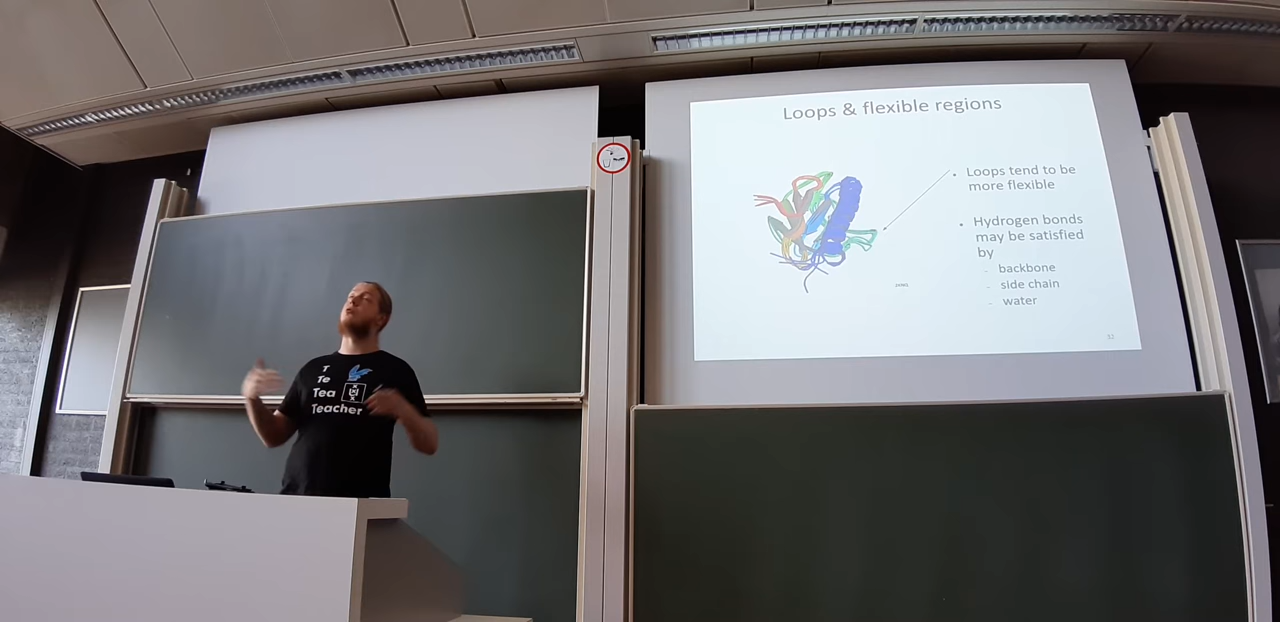 Loops & flexible regions
Loops tend to be
more flexible
Hydrogen bonds
may be satisfied
by
backbone
side chain
water
T
Te
Tea
Teacher